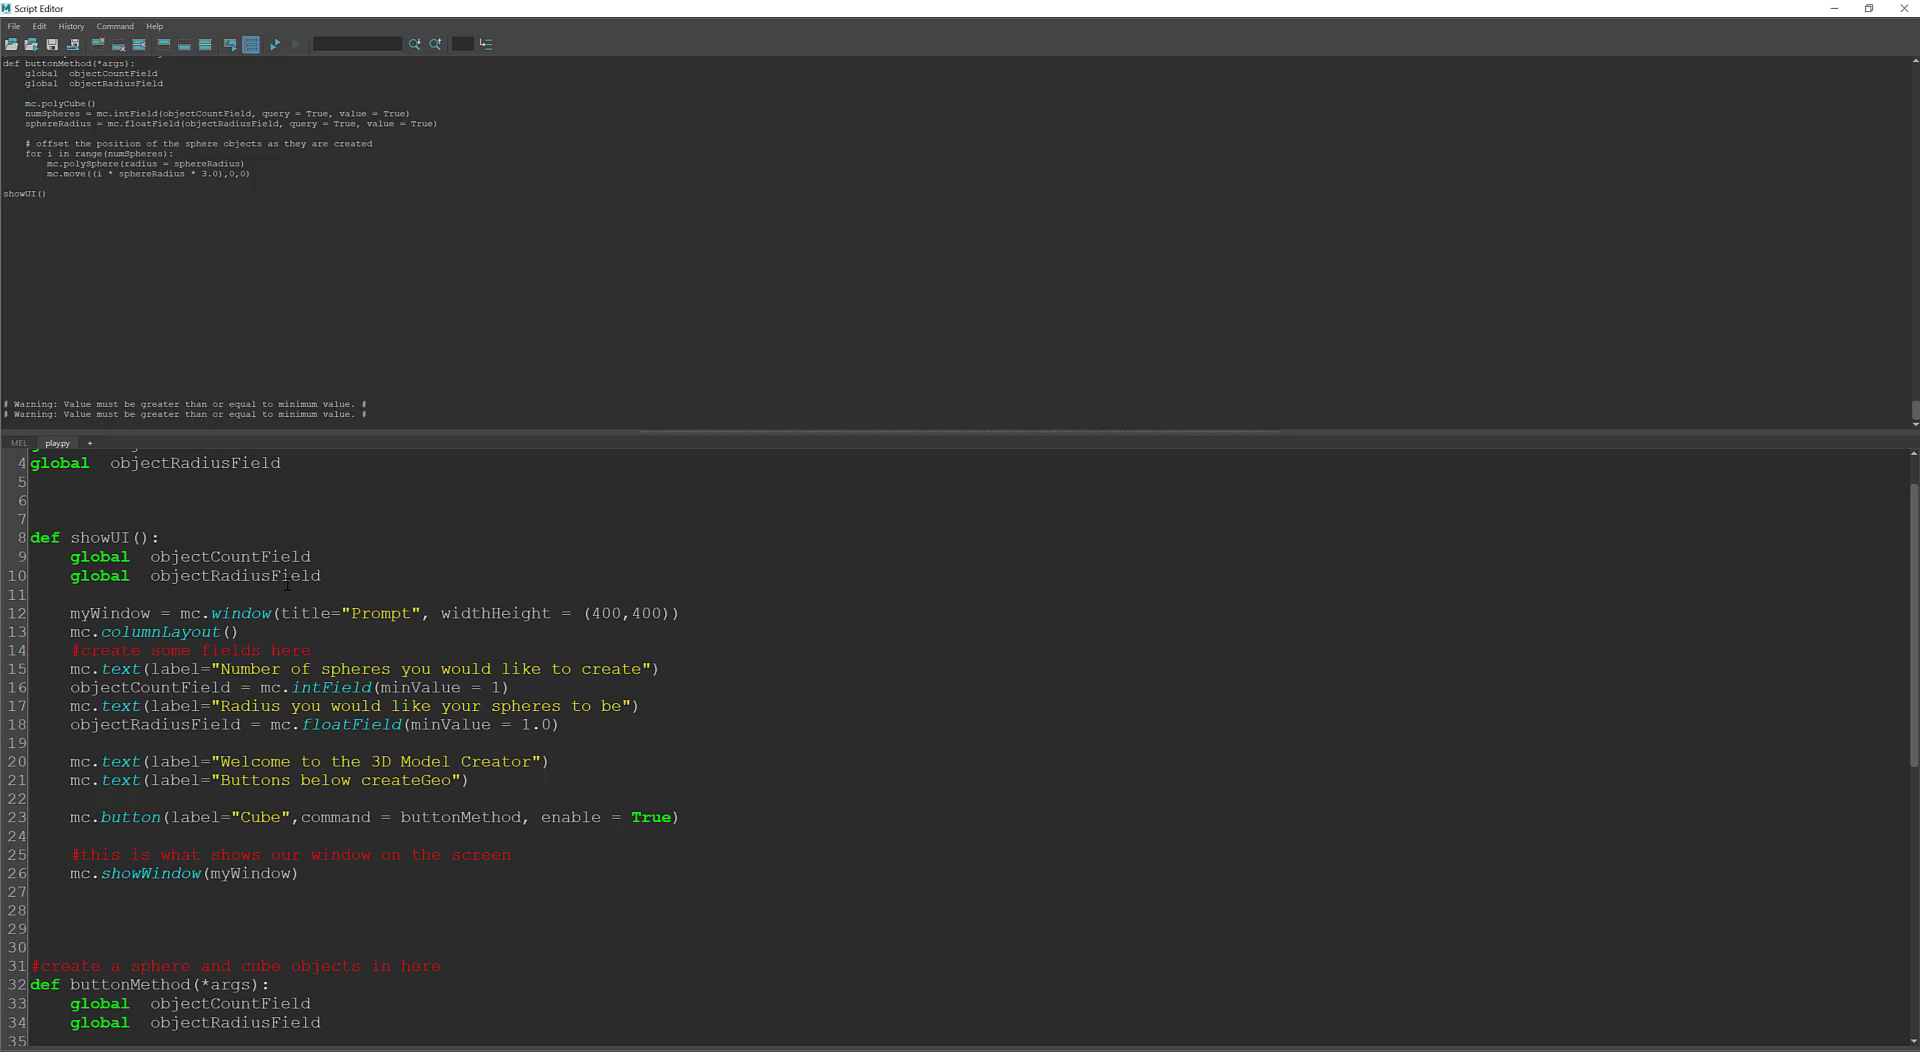 Script Editor
File Edit History Command Help
def buttonMethod(*args):
    global  objectCountField
    global  objectRadiusField
    mc.polyCube()
    numSpheres = mc.intField(objectCountField, query = True, value = True)
    sphereRadius = mc.floatField(objectRadiusField, query = True, value = True)
    # offset the position of the sphere objects as they are created
    for i in range(numSpheres):
        mc.polySphere(radius = sphereRadius)
        mc.move((i * sphereRadius * 3.0),0,0)
showUI()
# Warning: Value must be greater than or equal to minimum value. #
# Warning: Value must be greater than or equal to minimum value. #
MEL play.py +
4 global  objectRadiusField
5
6
7
8 def showUI():
9     global  objectCountField
10     global  objectRadiusField
11
12     myWindow = mc.window(title="Prompt", widthHeight = (400,400))
13     mc.columnLayout()
14     #create some fields here
15     mc.text(label="Number of spheres you would like to create")
16     objectCountField = mc.intField(minValue = 1)
17     mc.text(label="Radius you would like your spheres to be")
18     objectRadiusField = mc.floatField(minValue = 1.0)
19
20     mc.text(label="Welcome to the 3D Model Creator")
21     mc.text(label="Buttons below createGeo")
22
23     mc.button(label="Cube",command = buttonMethod, enable = True)
24
25     #this is what shows our window on the screen
26     mc.showWindow(myWindow)
27
28
29
30
31 #create a sphere and cube objects in here
32 def buttonMethod(*args):
33     global  objectCountField
34     global  objectRadiusField
35